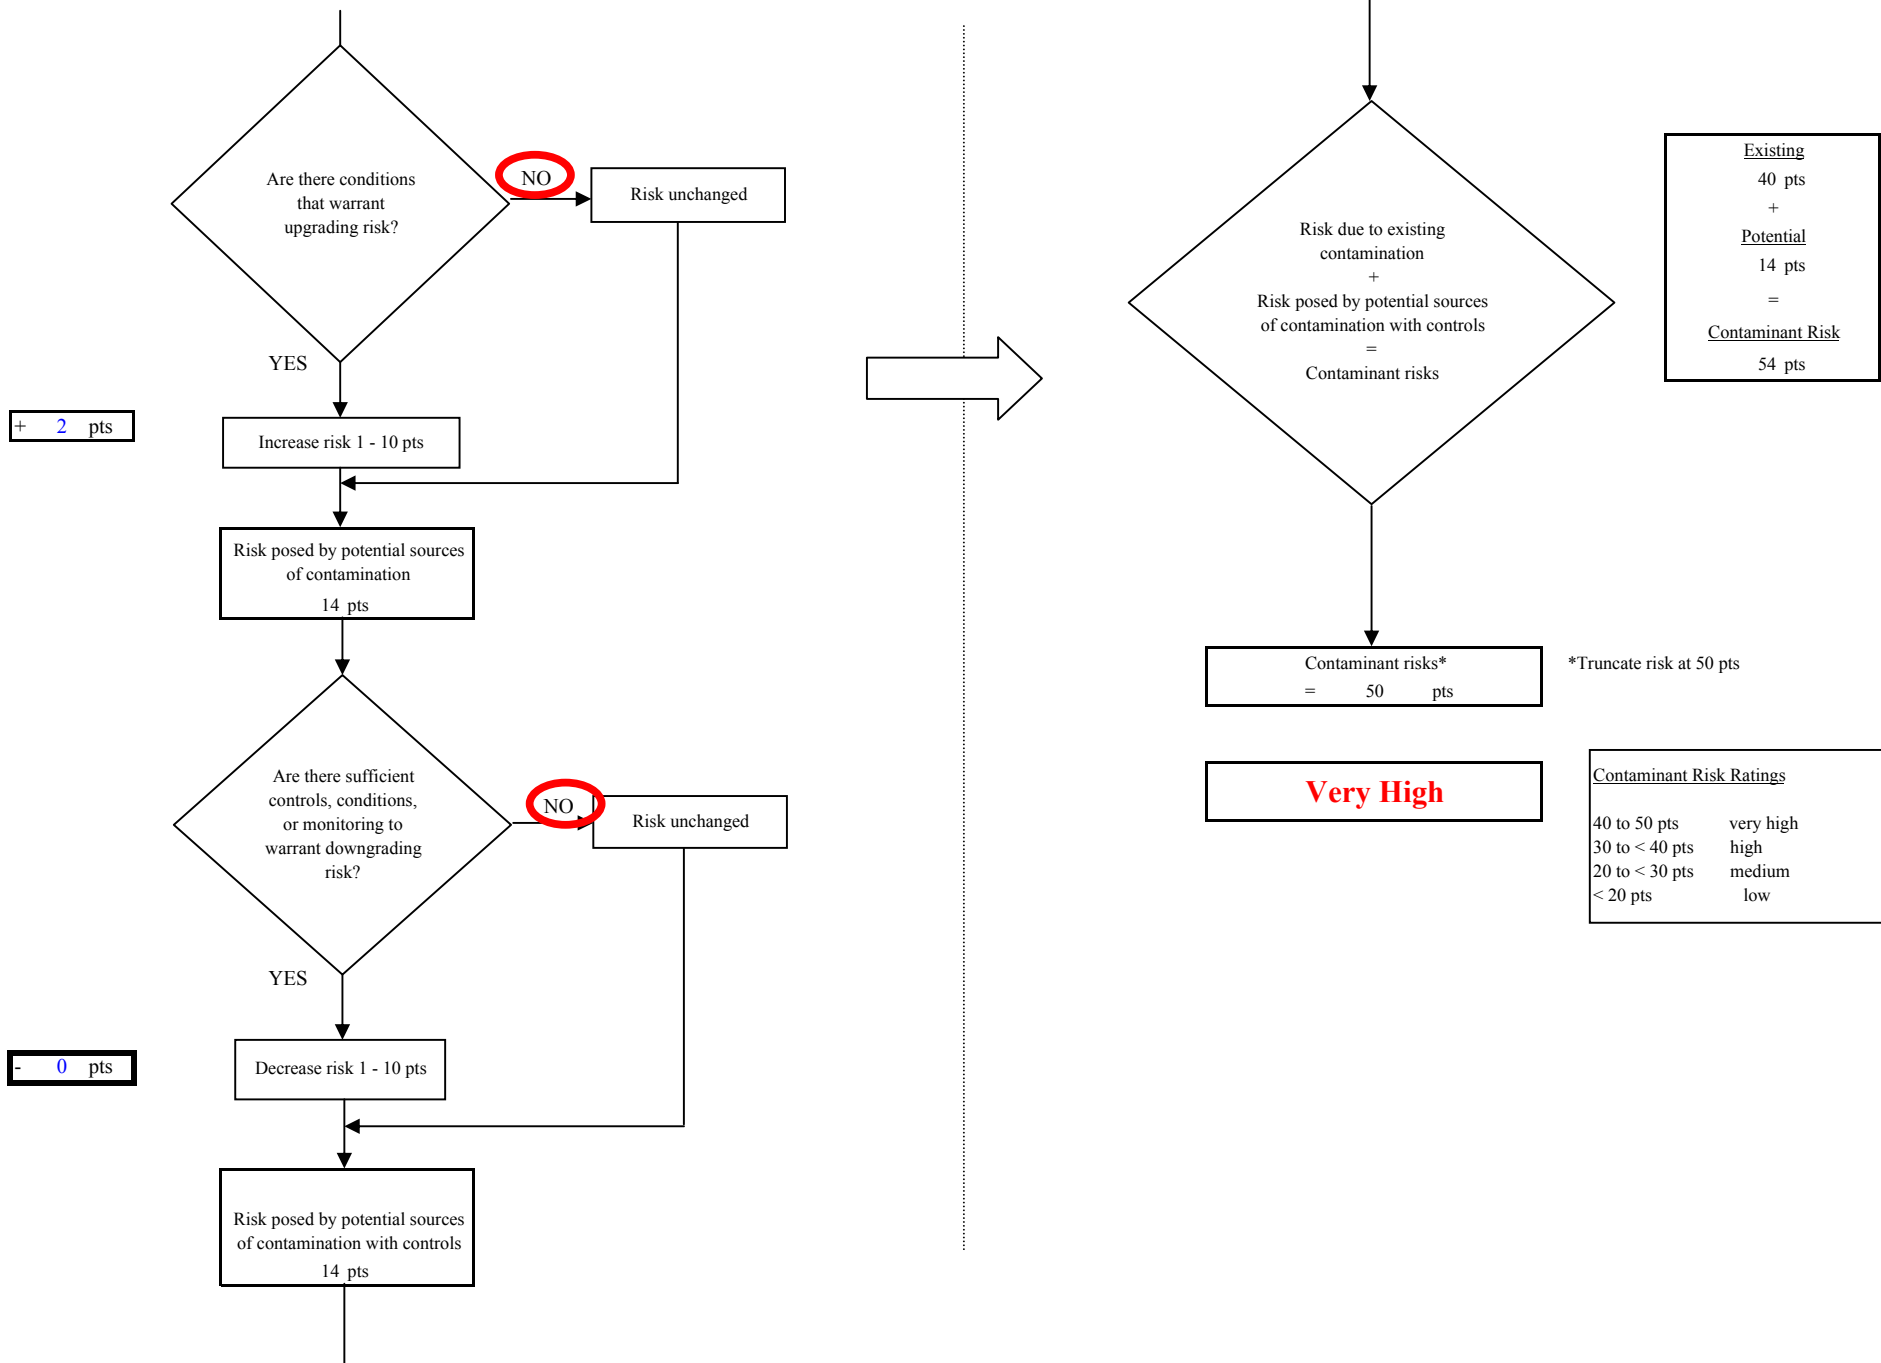 Are there conditions
that warrant
upgrading risk?
NO
Risk unchanged
YES
+ 2 pts
Increase risk 1 - 10 pts
Risk posed by potential sources
of contamination
14 pts
Are there sufficient
controls, conditions,
or monitoring to
warrant downgrading
risk?
NO
Risk unchanged
YES
- 0 pts
Decrease risk 1 - 10 pts
Risk posed by potential sources
of contamination with controls
14 pts
Risk due to existing
contamination
+
Risk posed by potential sources
of contamination with controls
=
Contaminant risks
Existing
40 pts
+
Potential
14 pts
=
Contaminant Risk
54 pts
Contaminant risks*
= 50 pts
*Truncate risk at 50 pts
Very High
Contaminant Risk Ratings
40 to 50 pts very high
30 to < 40 pts high
20 to < 30 pts medium
< 20 pts low